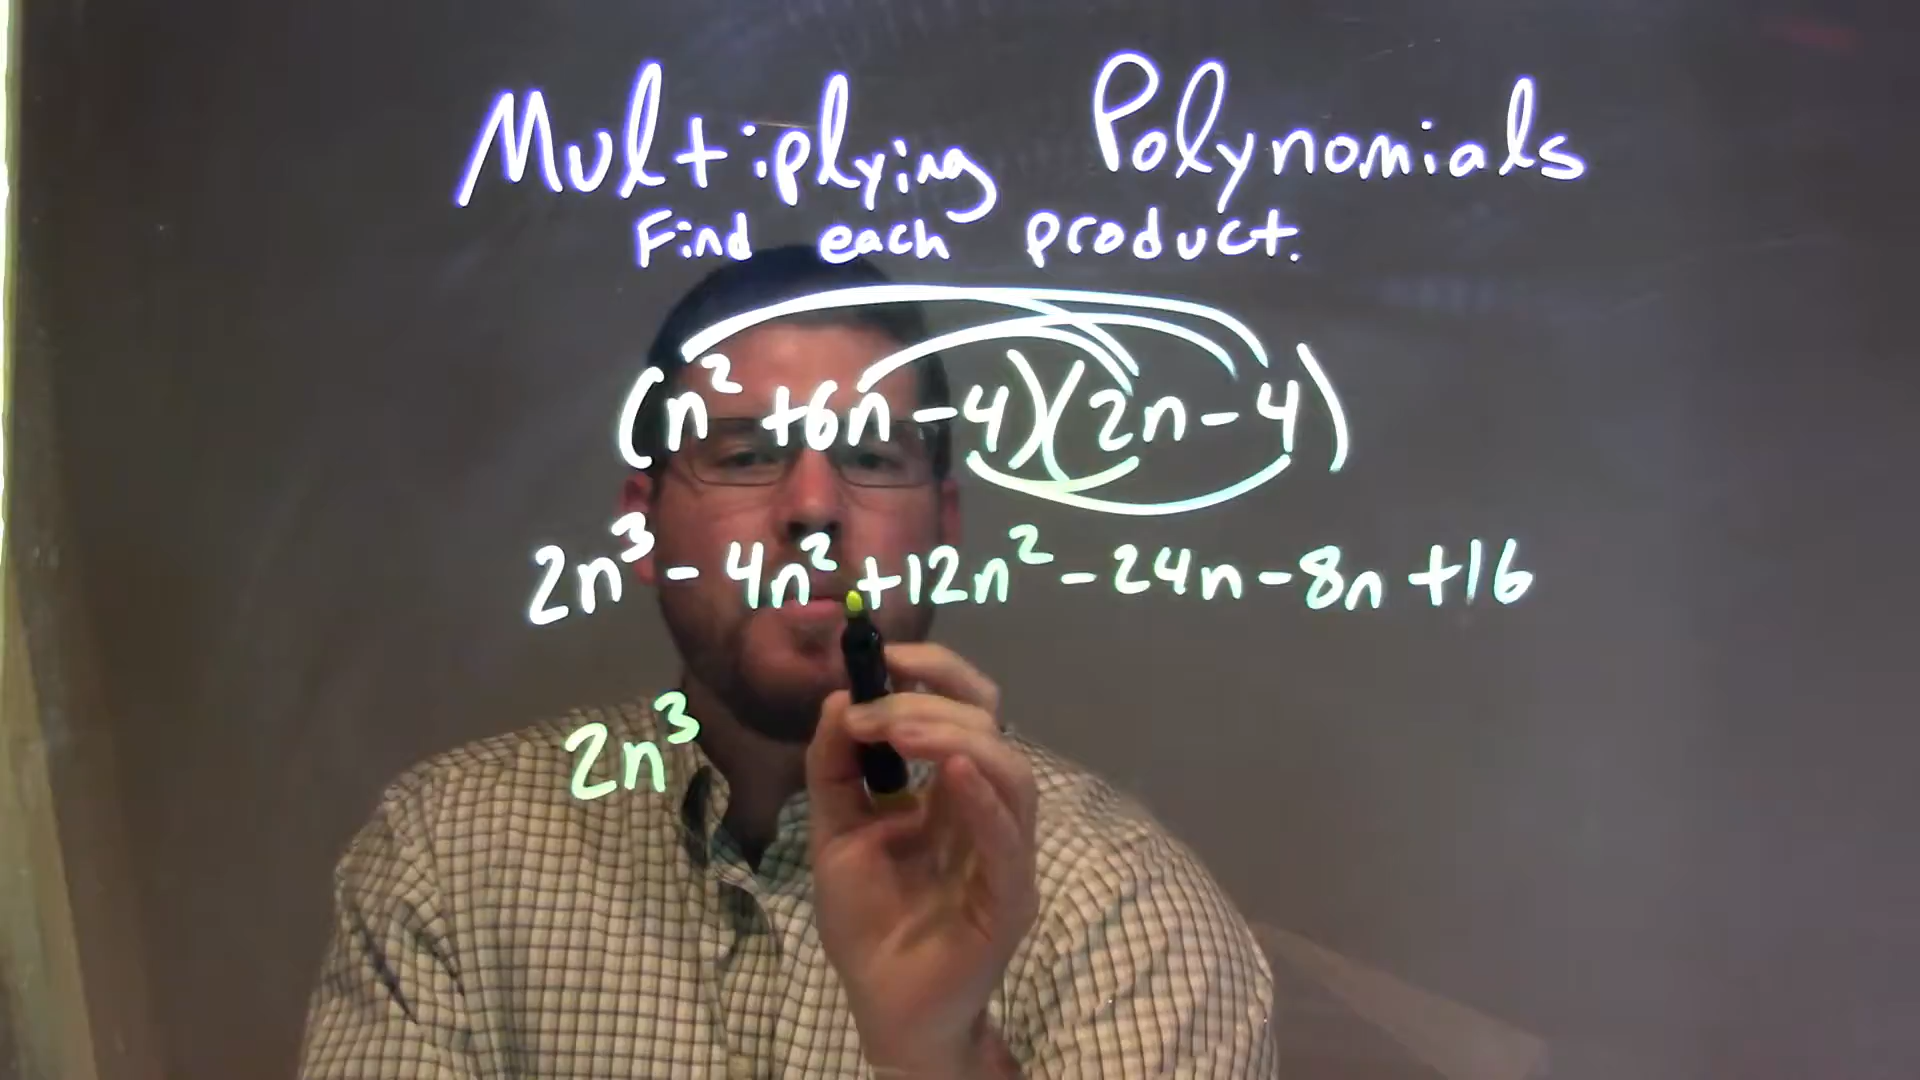 Multiplying Polynomials
Find each product.
(n² +6n -4)(2n - 4)
2n³ - 4n² +12n² - 24n - 8n +16
2n³